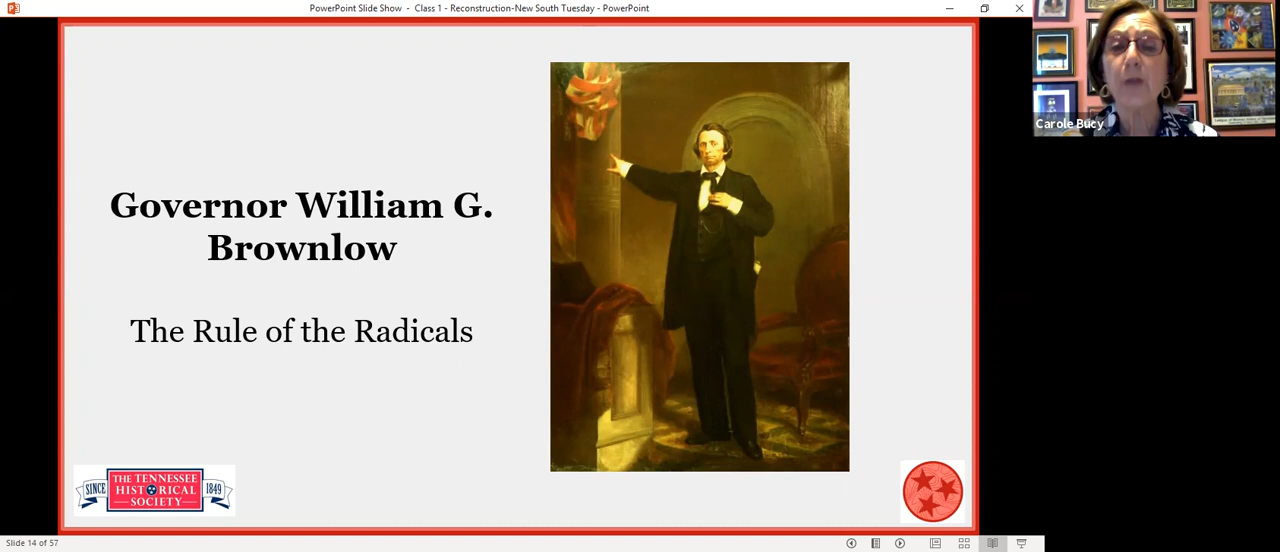 PowerPoint Slide Show - Class 1 - Reconstruction-New South Tuesday - PowerPoint
Carole Bucy
Governor William G.
Brownlow
The Rule of the Radicals
THE TENNESSEE
SINCE HISTORICAL 1849
SOCIETY
Slide 14 of 57